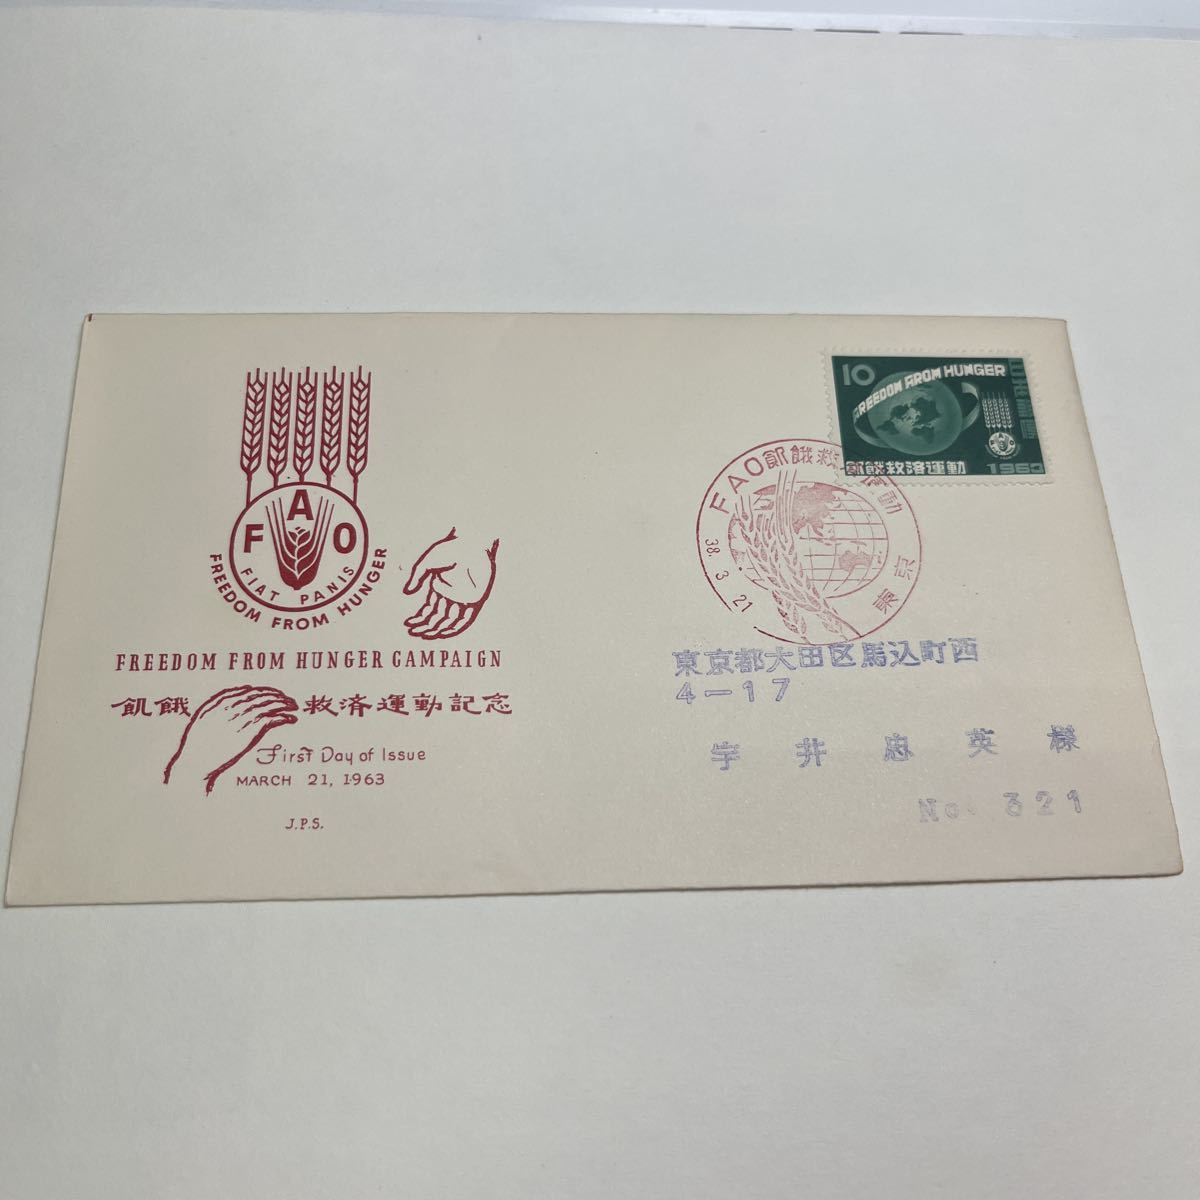 F A O
FIAT PANIS
FREEDOM FROM HUNGER
FREEDOM FROM HUNGER CAMPAIGN
飢餓救済運動記念
First Day of Issue
MARCH 21, 1963
J.P.S.
10
FREEDOM FROM HUNGER
飢餓救済運動
1963
日本郵便
FAO飢餓救済運動
38.3.21
東京
東京都大田区馬込町西
4-17
宇井忠英様
No. 321